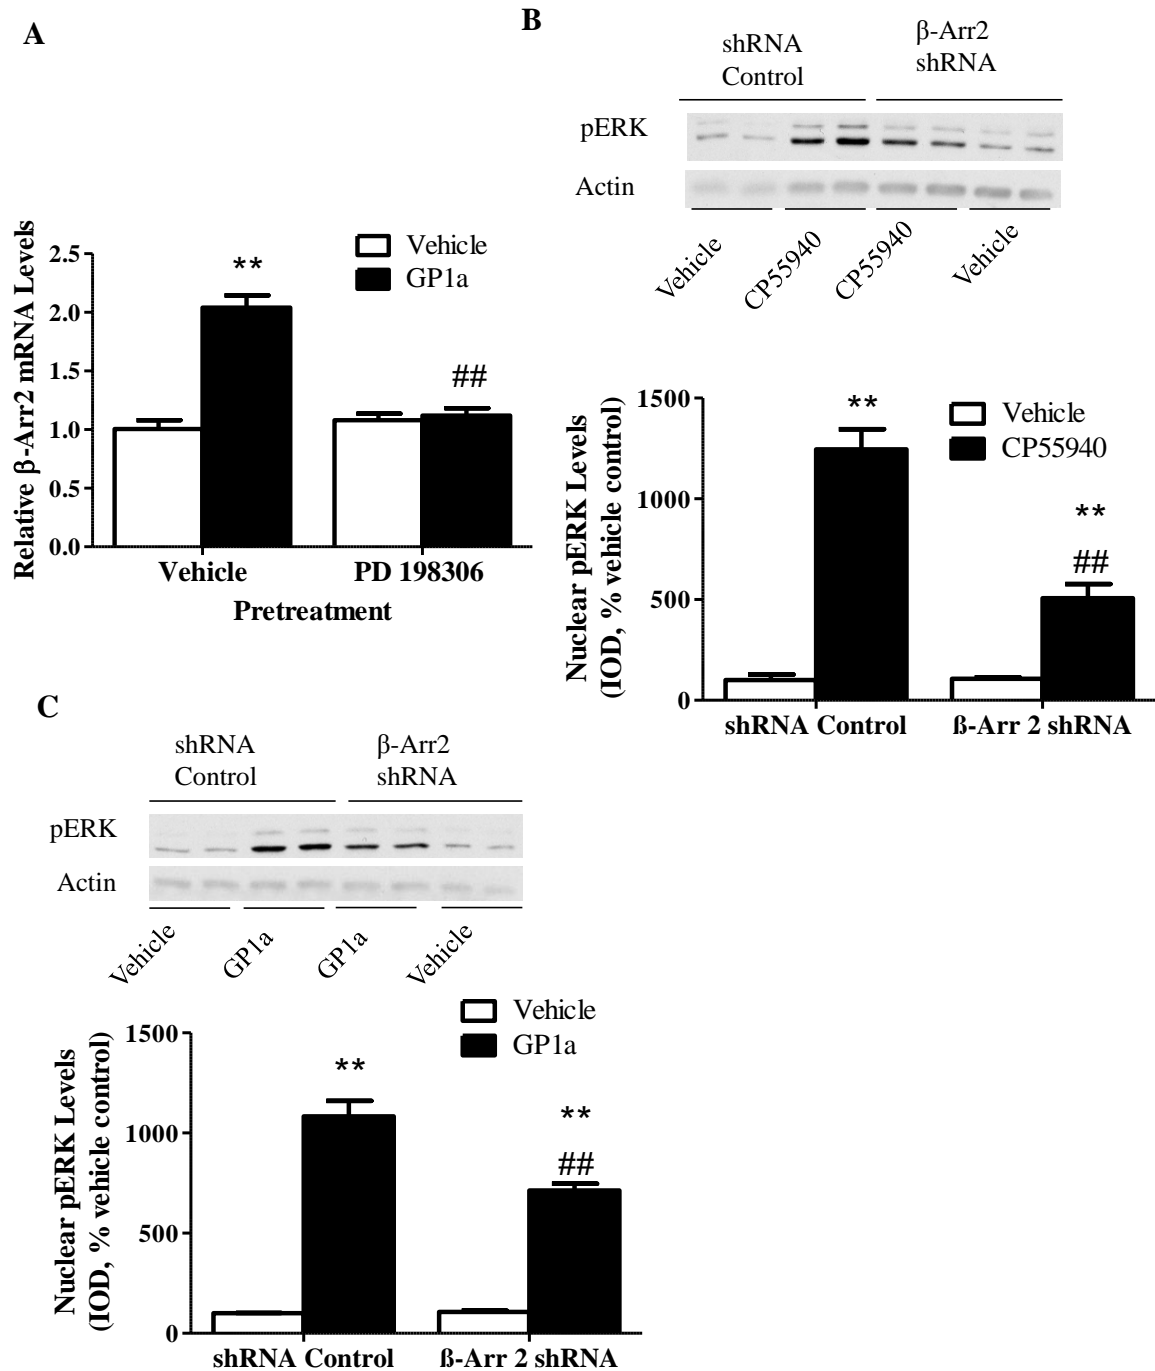 A
Relative β-Arr2 mRNA Levels
2.5
2.0
1.5
1.0
0.5
0.0
Vehicle
GP1a
**
##
Vehicle
PD 198306
Pretreatment
B
shRNA
Control
β-Arr2
shRNA
pERK
Actin
Vehicle
CP55940
CP55940
Vehicle
Nuclear pERK Levels
(IOD, % vehicle control)
1500
1000
500
0
Vehicle
CP55940
**
**
##
shRNA Control
ß-Arr 2 shRNA
C
shRNA
Control
β-Arr2
shRNA
pERK
Actin
Vehicle
GP1a
GP1a
Vehicle
Nuclear pERK Levels
(IOD, % vehicle control)
1500
1000
500
0
Vehicle
GP1a
**
**
##
shRNA Control
ß-Arr 2 shRNA